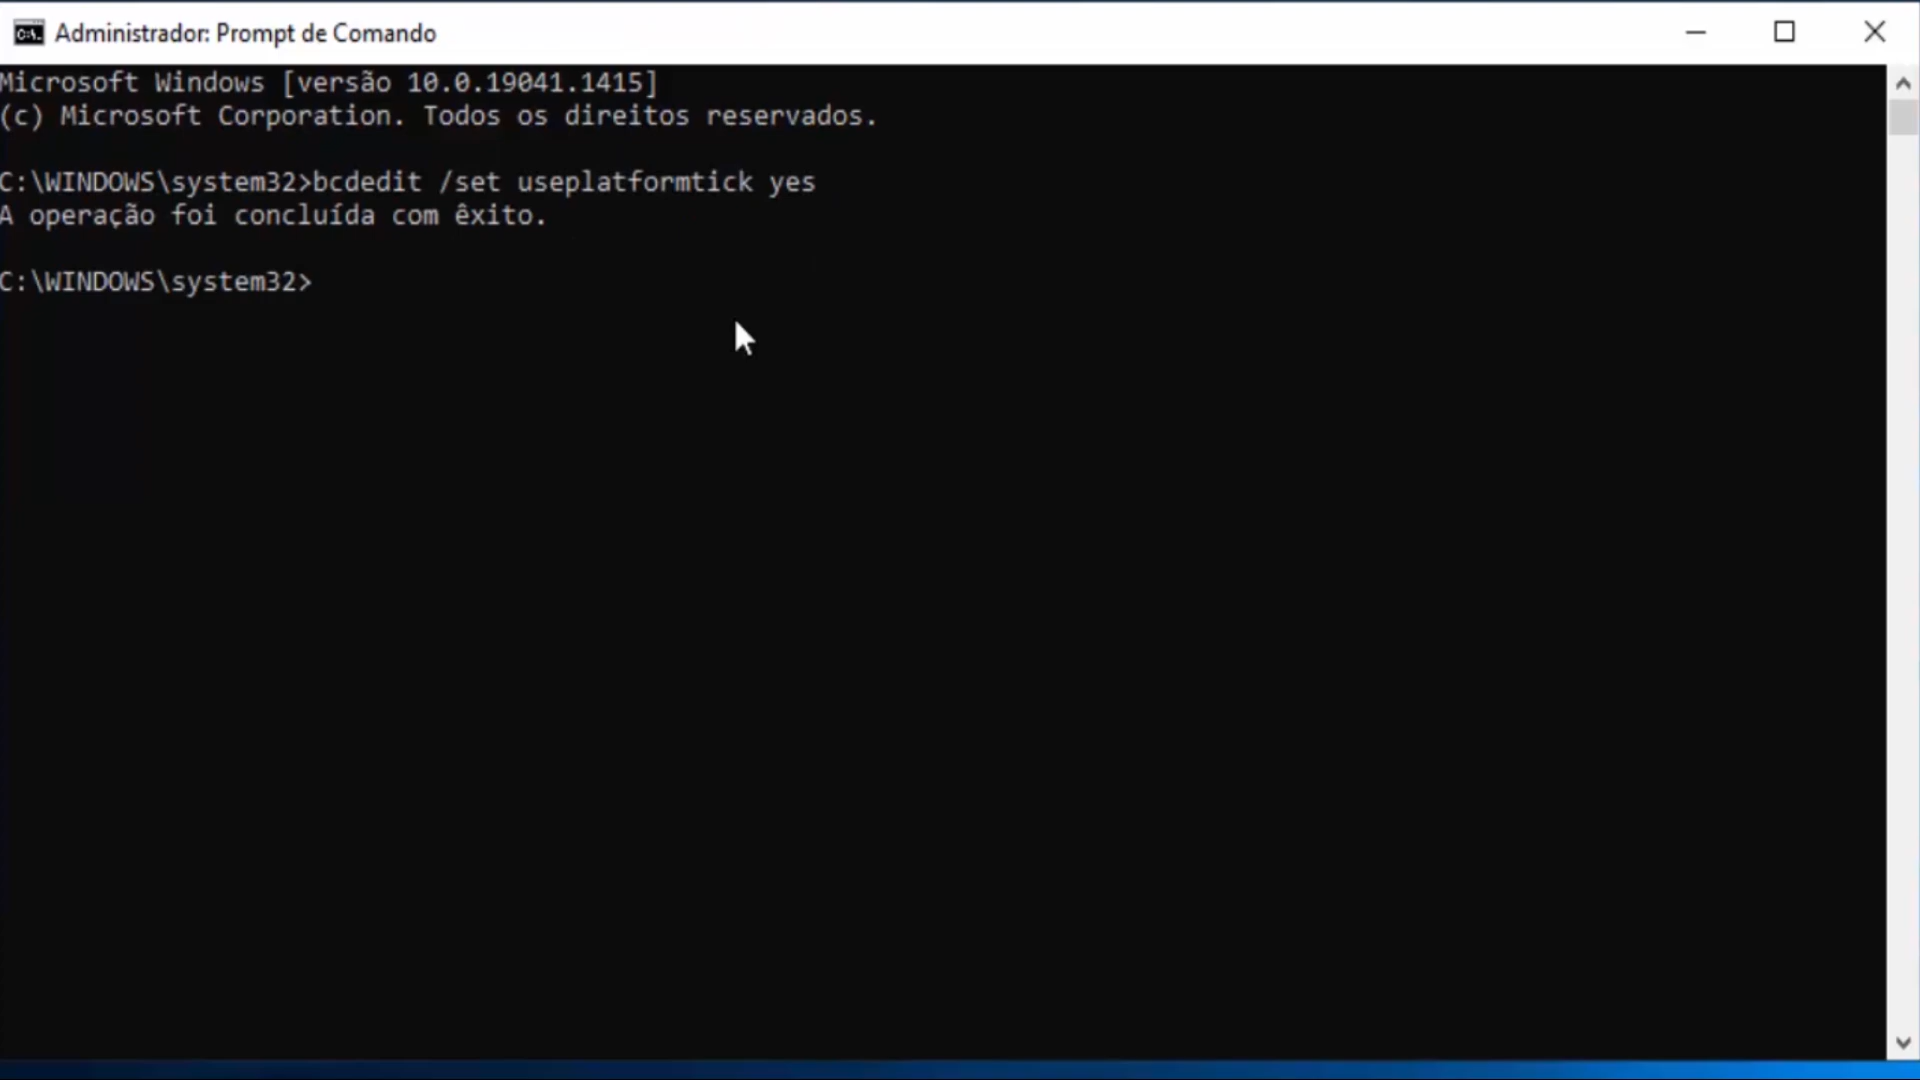 Administrador: Prompt de Comando
Microsoft Windows [versão 10.0.19041.1415]
(c) Microsoft Corporation. Todos os direitos reservados.
C:\WINDOWS\system32>bcdedit /set useplatformtick yes
A operação foi concluída com êxito.
C:\WINDOWS\system32>